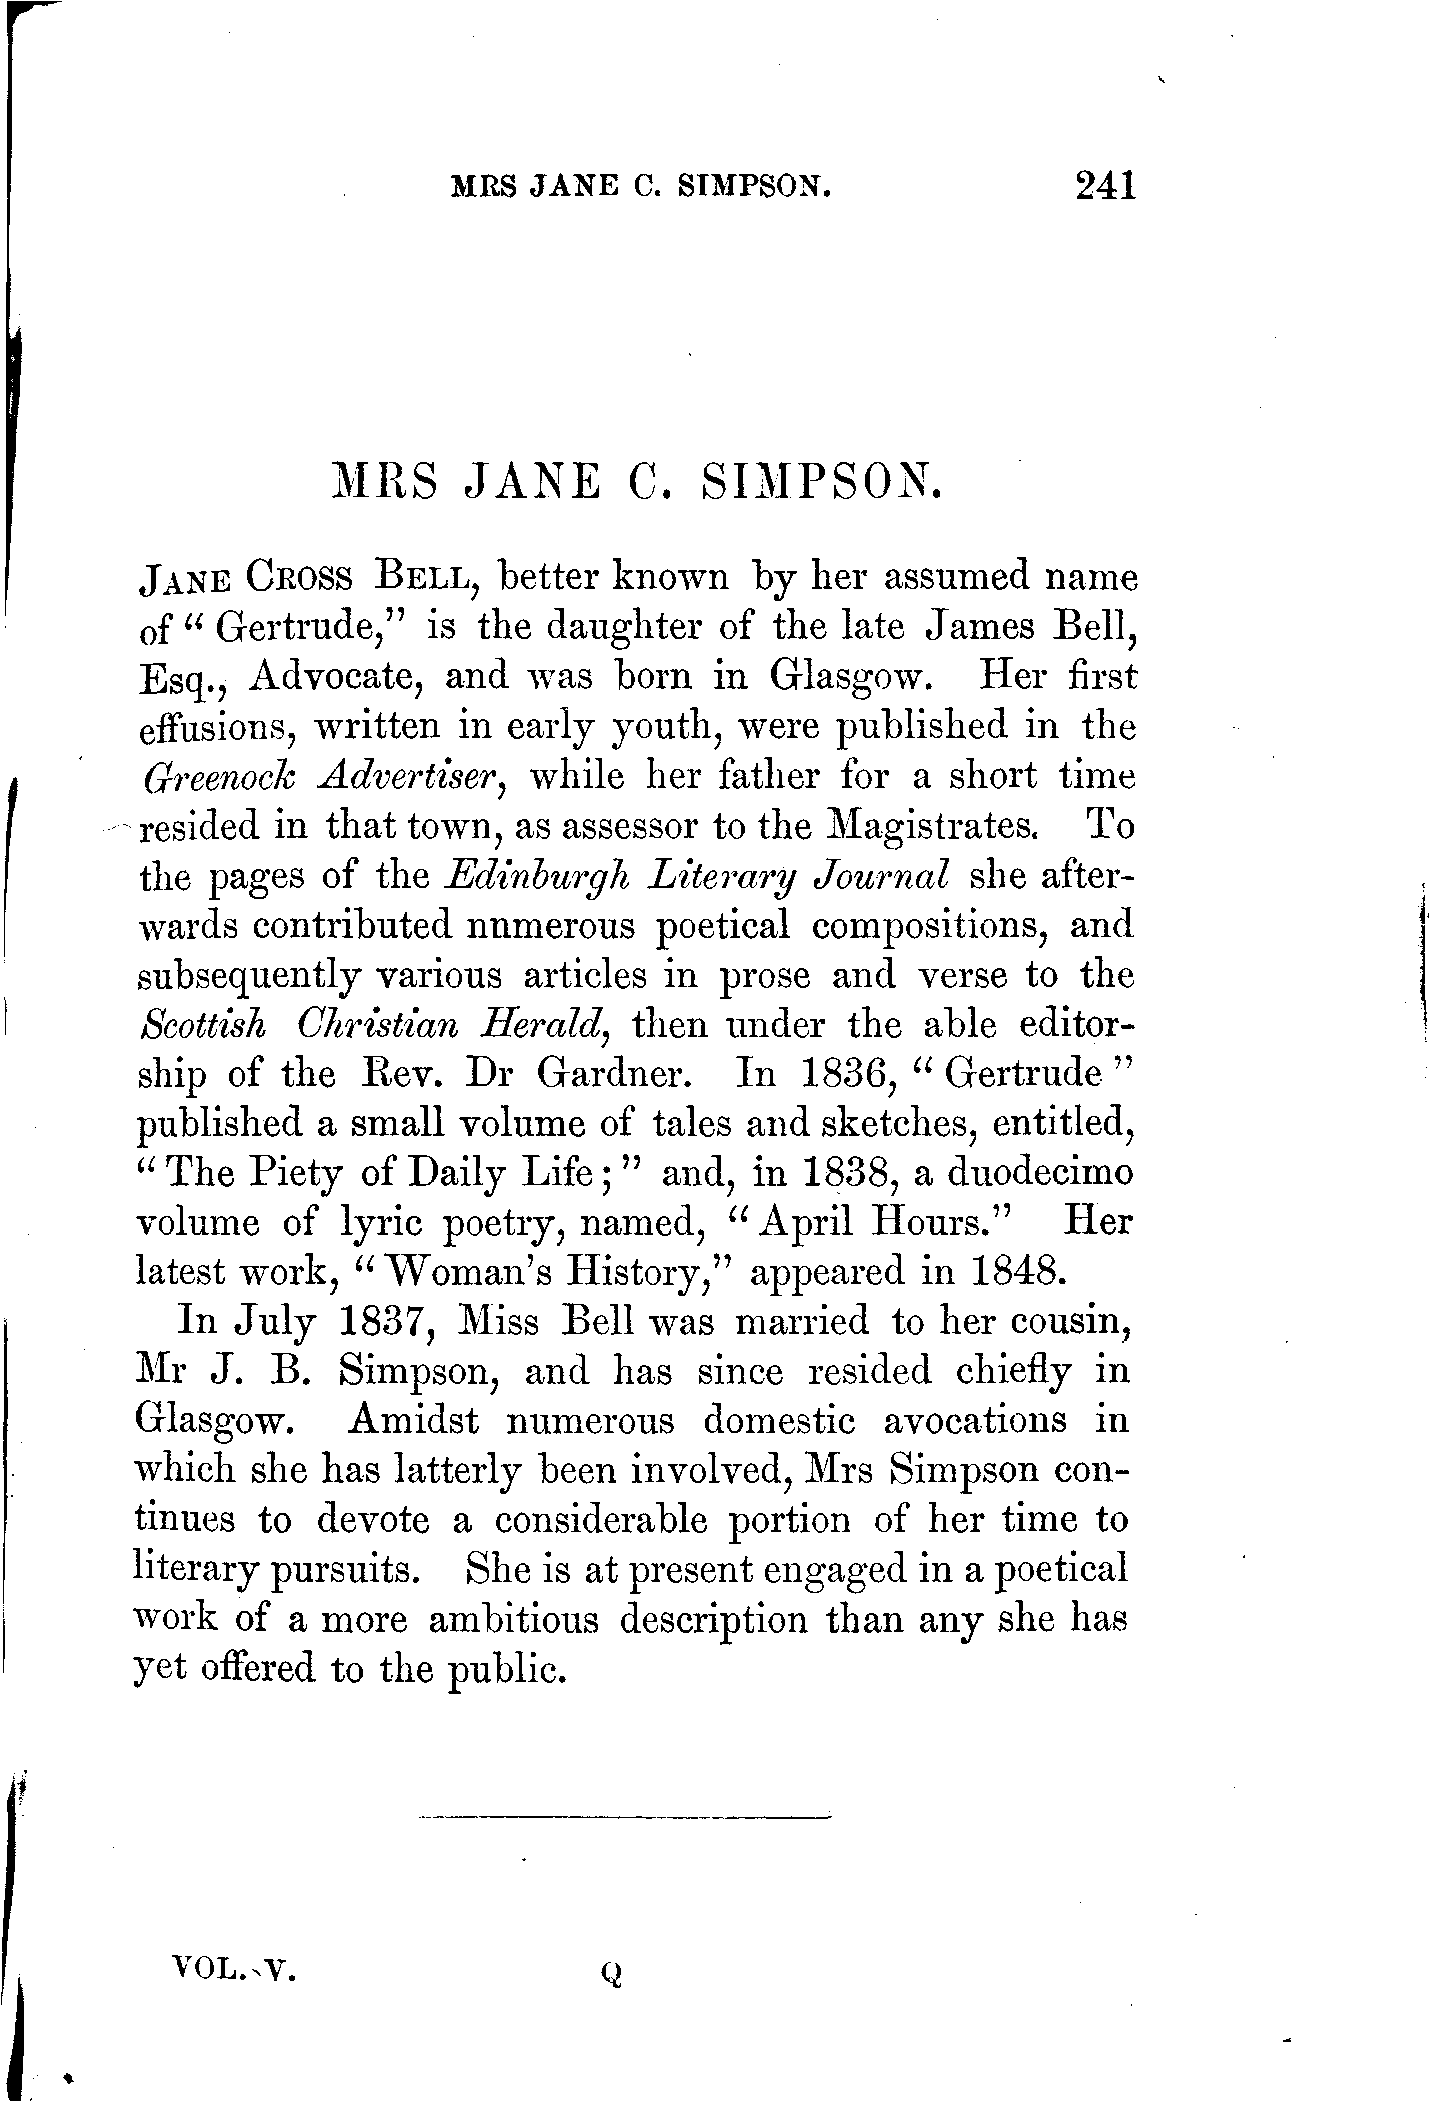 MRS JANE C. SIMPSON. 241
MRS JANE C. SIMPSON.
JANE CROSS BELL, better known by her assumed name
of "Gertrude," is the daughter of the late James Bell,
Esq., Advocate, and was born in Glasgow. Her first
effusions, written in early youth, were published in the
Greenock Advertiser, while her father for a short time
resided in that town, as assessor to the Magistrates. To
the pages of the Edinburgh Literary Journal she after-
wards contributed nnmerous poetical compositions, and
subsequently various articles in prose and verse to the
Scottish Christian Herald, then under the able editor-
ship of the Rev. Dr Gardner. In 1836, "Gertrude"
published a small volume of tales and sketches, entitled,
"The Piety of Daily Life;" and, in 1838, a duodecimo
volume of lyric poetry, named, "April Hours." Her
latest work, "Woman's History," appeared in 1848.
In July 1837, Miss Bell was married to her cousin,
Mr J. B. Simpson, and has since resided chiefly in
Glasgow. Amidst numerous domestic avocations in
which she has latterly been involved, Mrs Simpson con-
tinues to devote a considerable portion of her time to
literary pursuits. She is at present engaged in a poetical
work of a more ambitious description than any she has
yet offered to the public.
VOL. V. Q